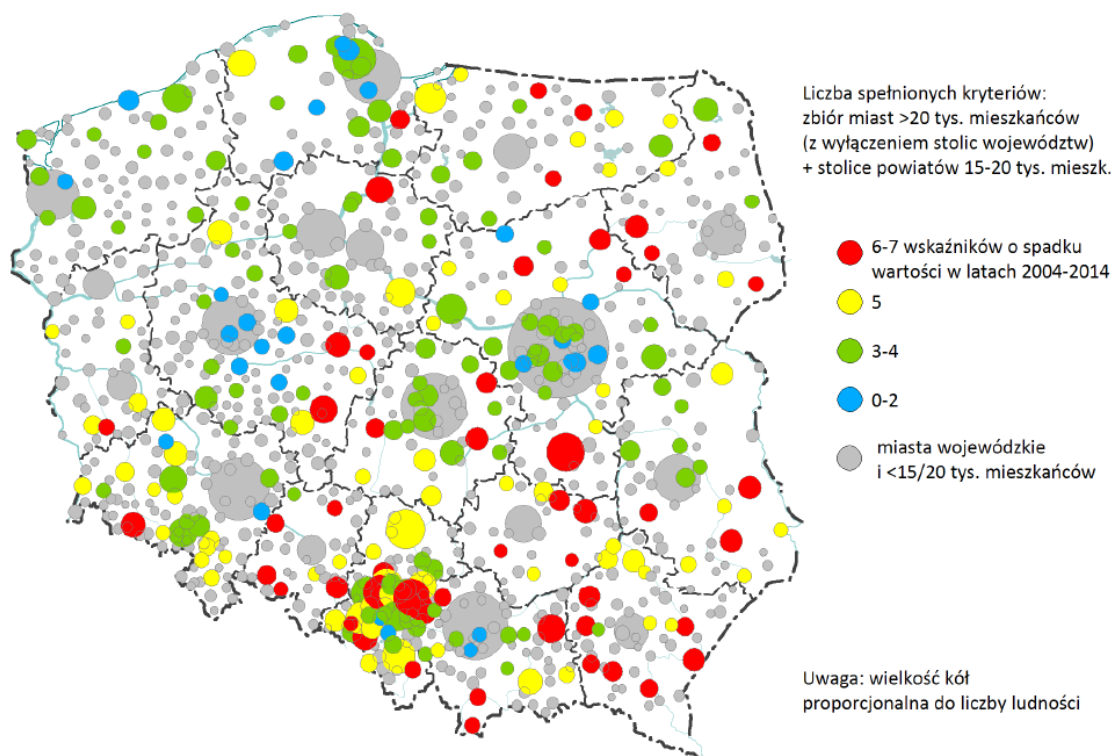 Liczba spełnionych kryteriów:
zbiór miast >20 tys. mieszkańców
(z wyłączeniem stolic województw)
+ stolice powiatów 15-20 tys. mieszk.
6-7 wskaźników o spadku
wartości w latach 2004-2014
5
3-4
0-2
miasta wojewódzkie
i <15/20 tys. mieszkańców
Uwaga: wielkość kół
proporcjonalna do liczby ludności